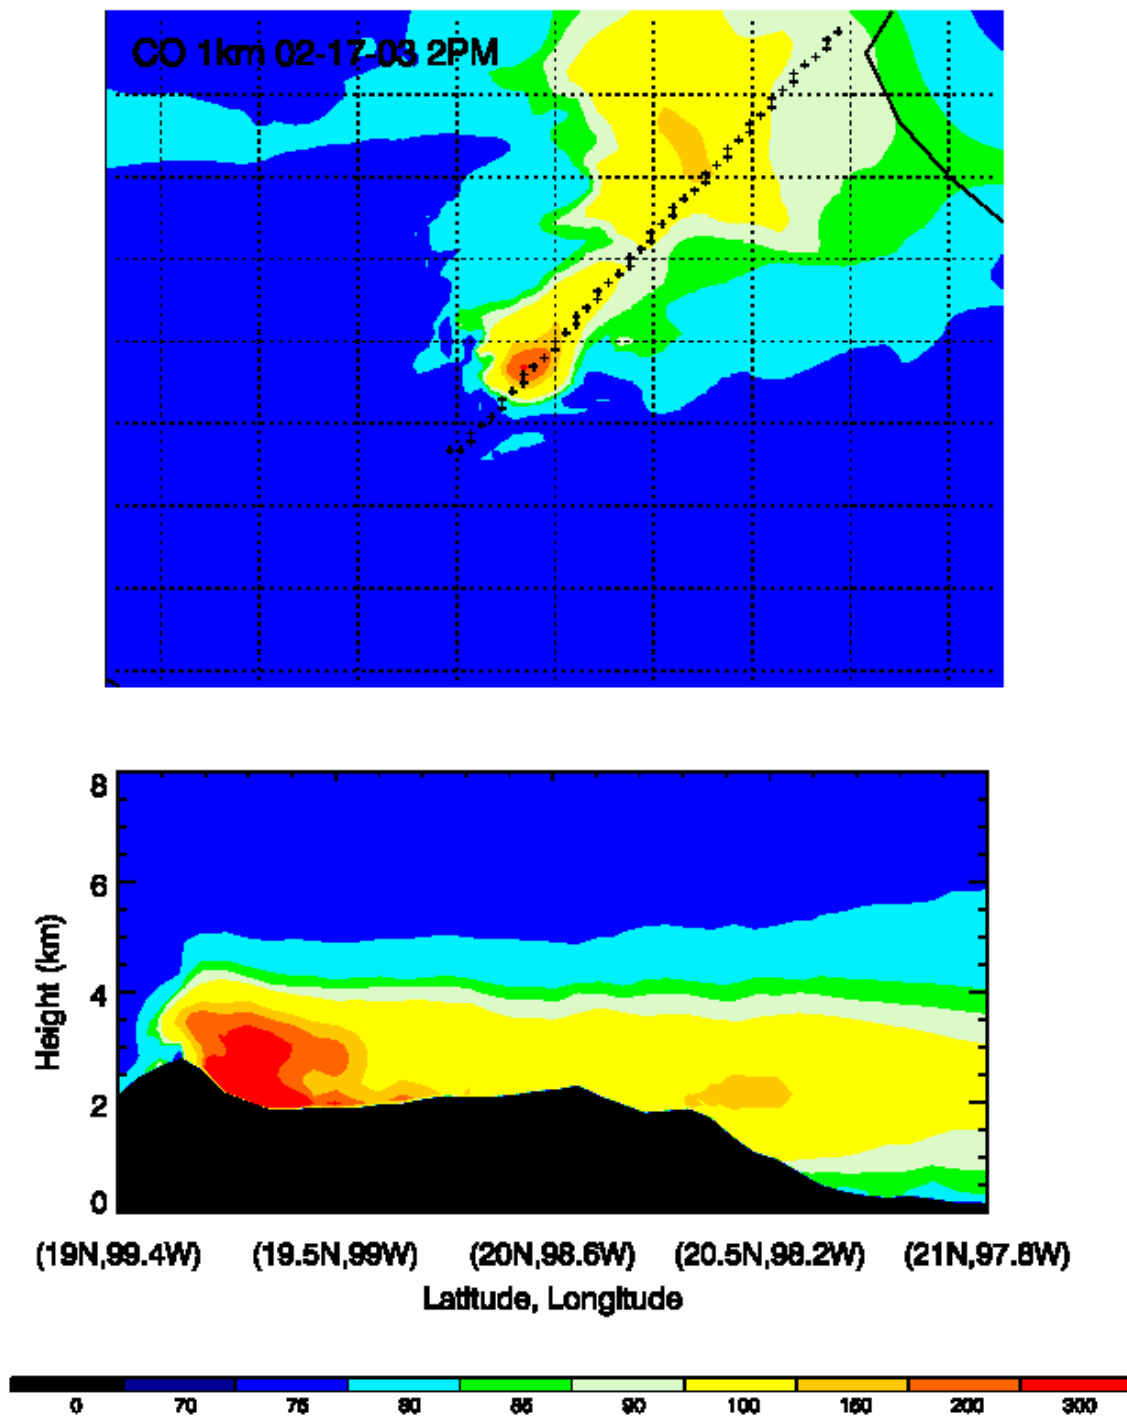 CO 1km 02-17-03 2PM
8
6
4
2
0
Height (km)
(19N,99.4W) (19.5N,99W) (20N,98.6W) (20.5N,98.2W) (21N,97.8W)
Latitude, Longitude
0 70 75 80 85 90 100 150 200 300